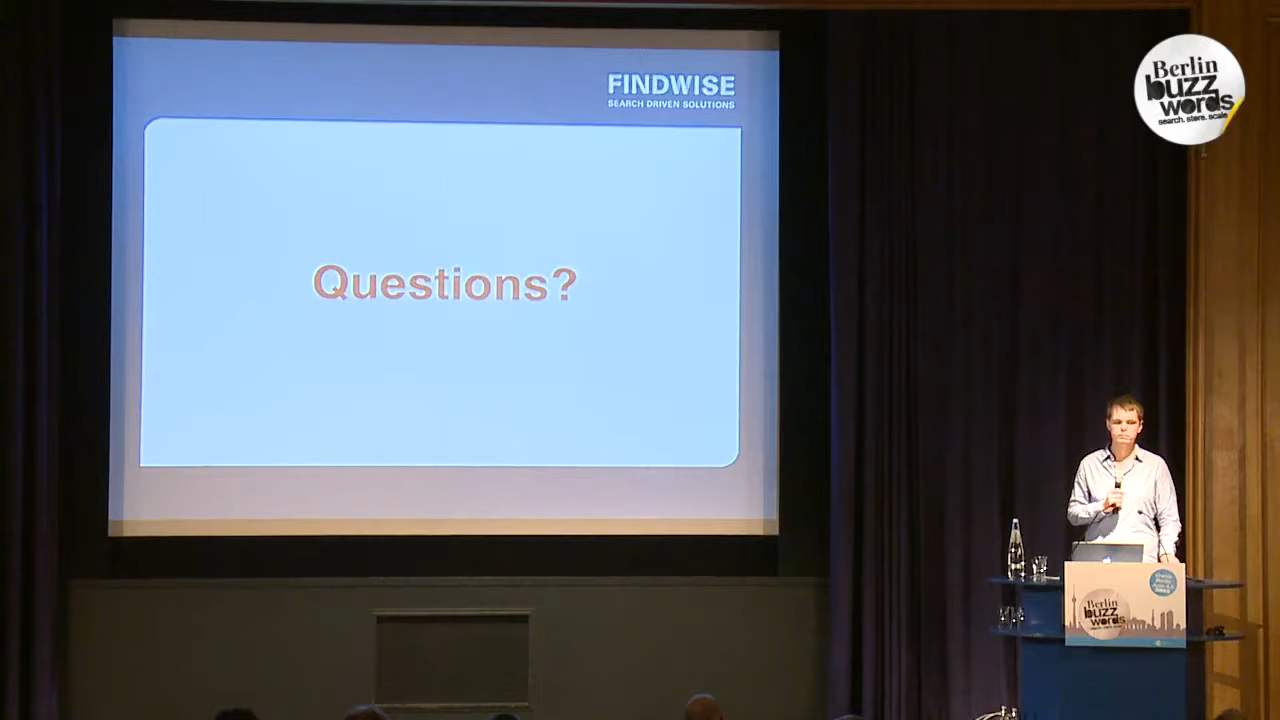 FINDWISE
SEARCH DRIVEN SOLUTIONS
Questions?
Berlin
buzz
words
search. store. scale
Berlin
buzz
words